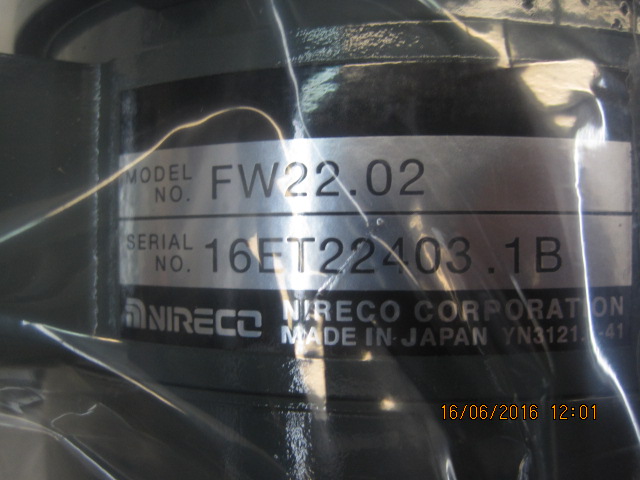 MODEL NO. FW22.02
SERIAL NO. 16ET22403.1B
NIRECO NIRECO CORPORATION
MADE IN JAPAN
16/06/2016 12:01